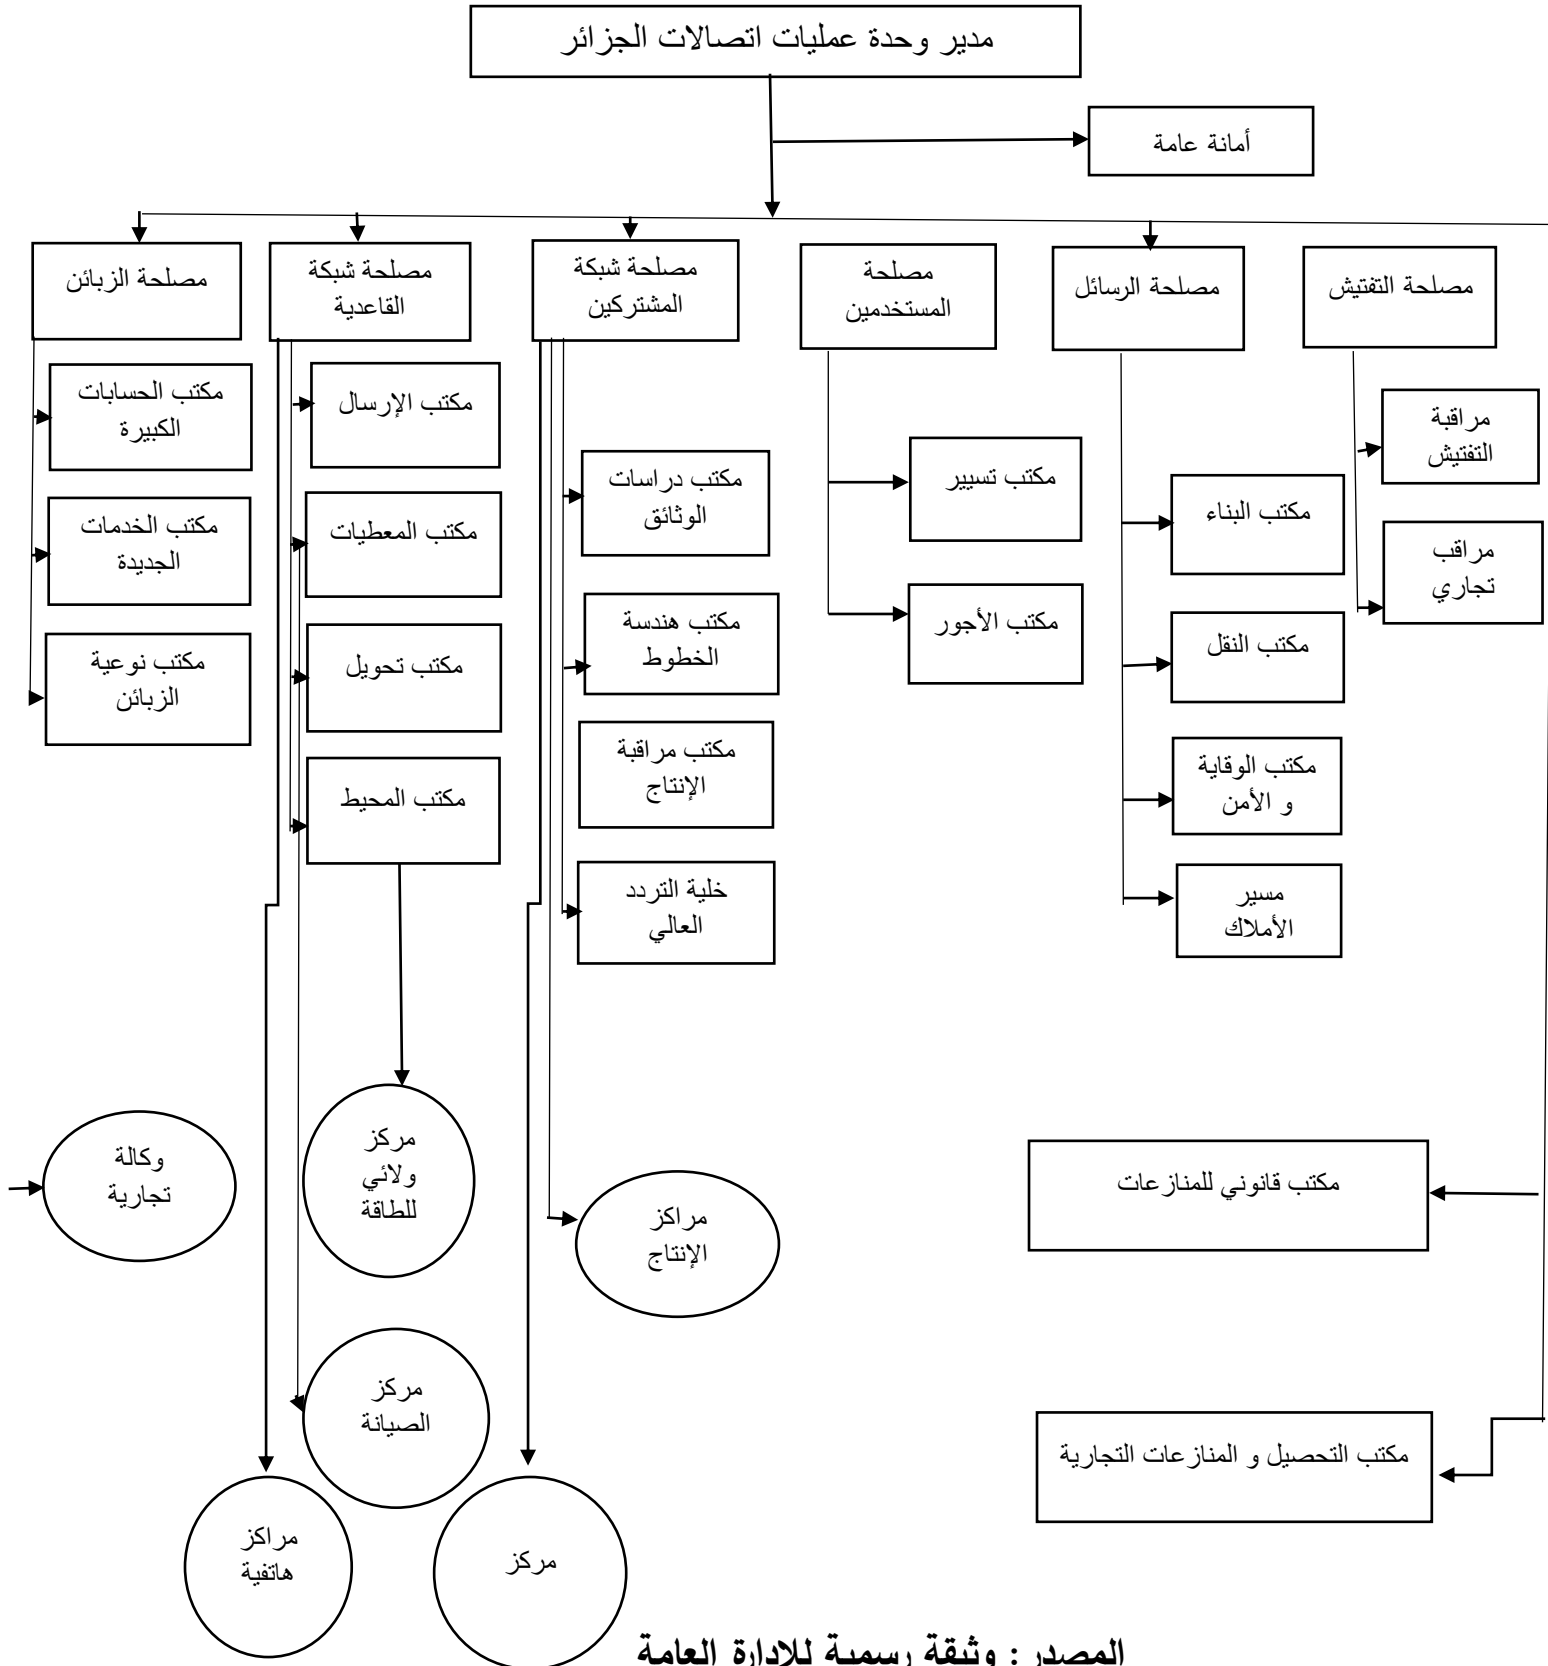 مدير وحدة عمليات اتصالات الجزائر
أمانة عامة
مصلحة التفتيش
مصلحة الرسائل
مصلحة
المستخدمين
مصلحة شبكة
المشتركين
مصلحة شبكة
القاعدية
مصلحة الزبائن
مراقبة
التفتيش
مراقب
تجاري
مكتب البناء
مكتب النقل
مكتب الوقاية
و الأمن
مسير
الأملاك
مكتب تسيير
مكتب الأجور
مكتب دراسات
الوثائق
مكتب هندسة
الخطوط
مكتب مراقبة
الإنتاج
خلية التردد
العالي
مكتب الإرسال
مكتب المعطيات
مكتب تحويل
مكتب المحيط
مكتب الحسابات
الكبيرة
مكتب الخدمات
الجديدة
مكتب نوعية
الزبائن
مكتب قانوني للمنازعات
مكتب التحصيل و المنازعات التجارية
مراكز
الإنتاج
مركز
ولائي
للطاقة
وكالة
تجارية
مركز
الصيانة
مركز
مراكز
هاتفية
المصدر : وثيقة رسمية للادارة العامة